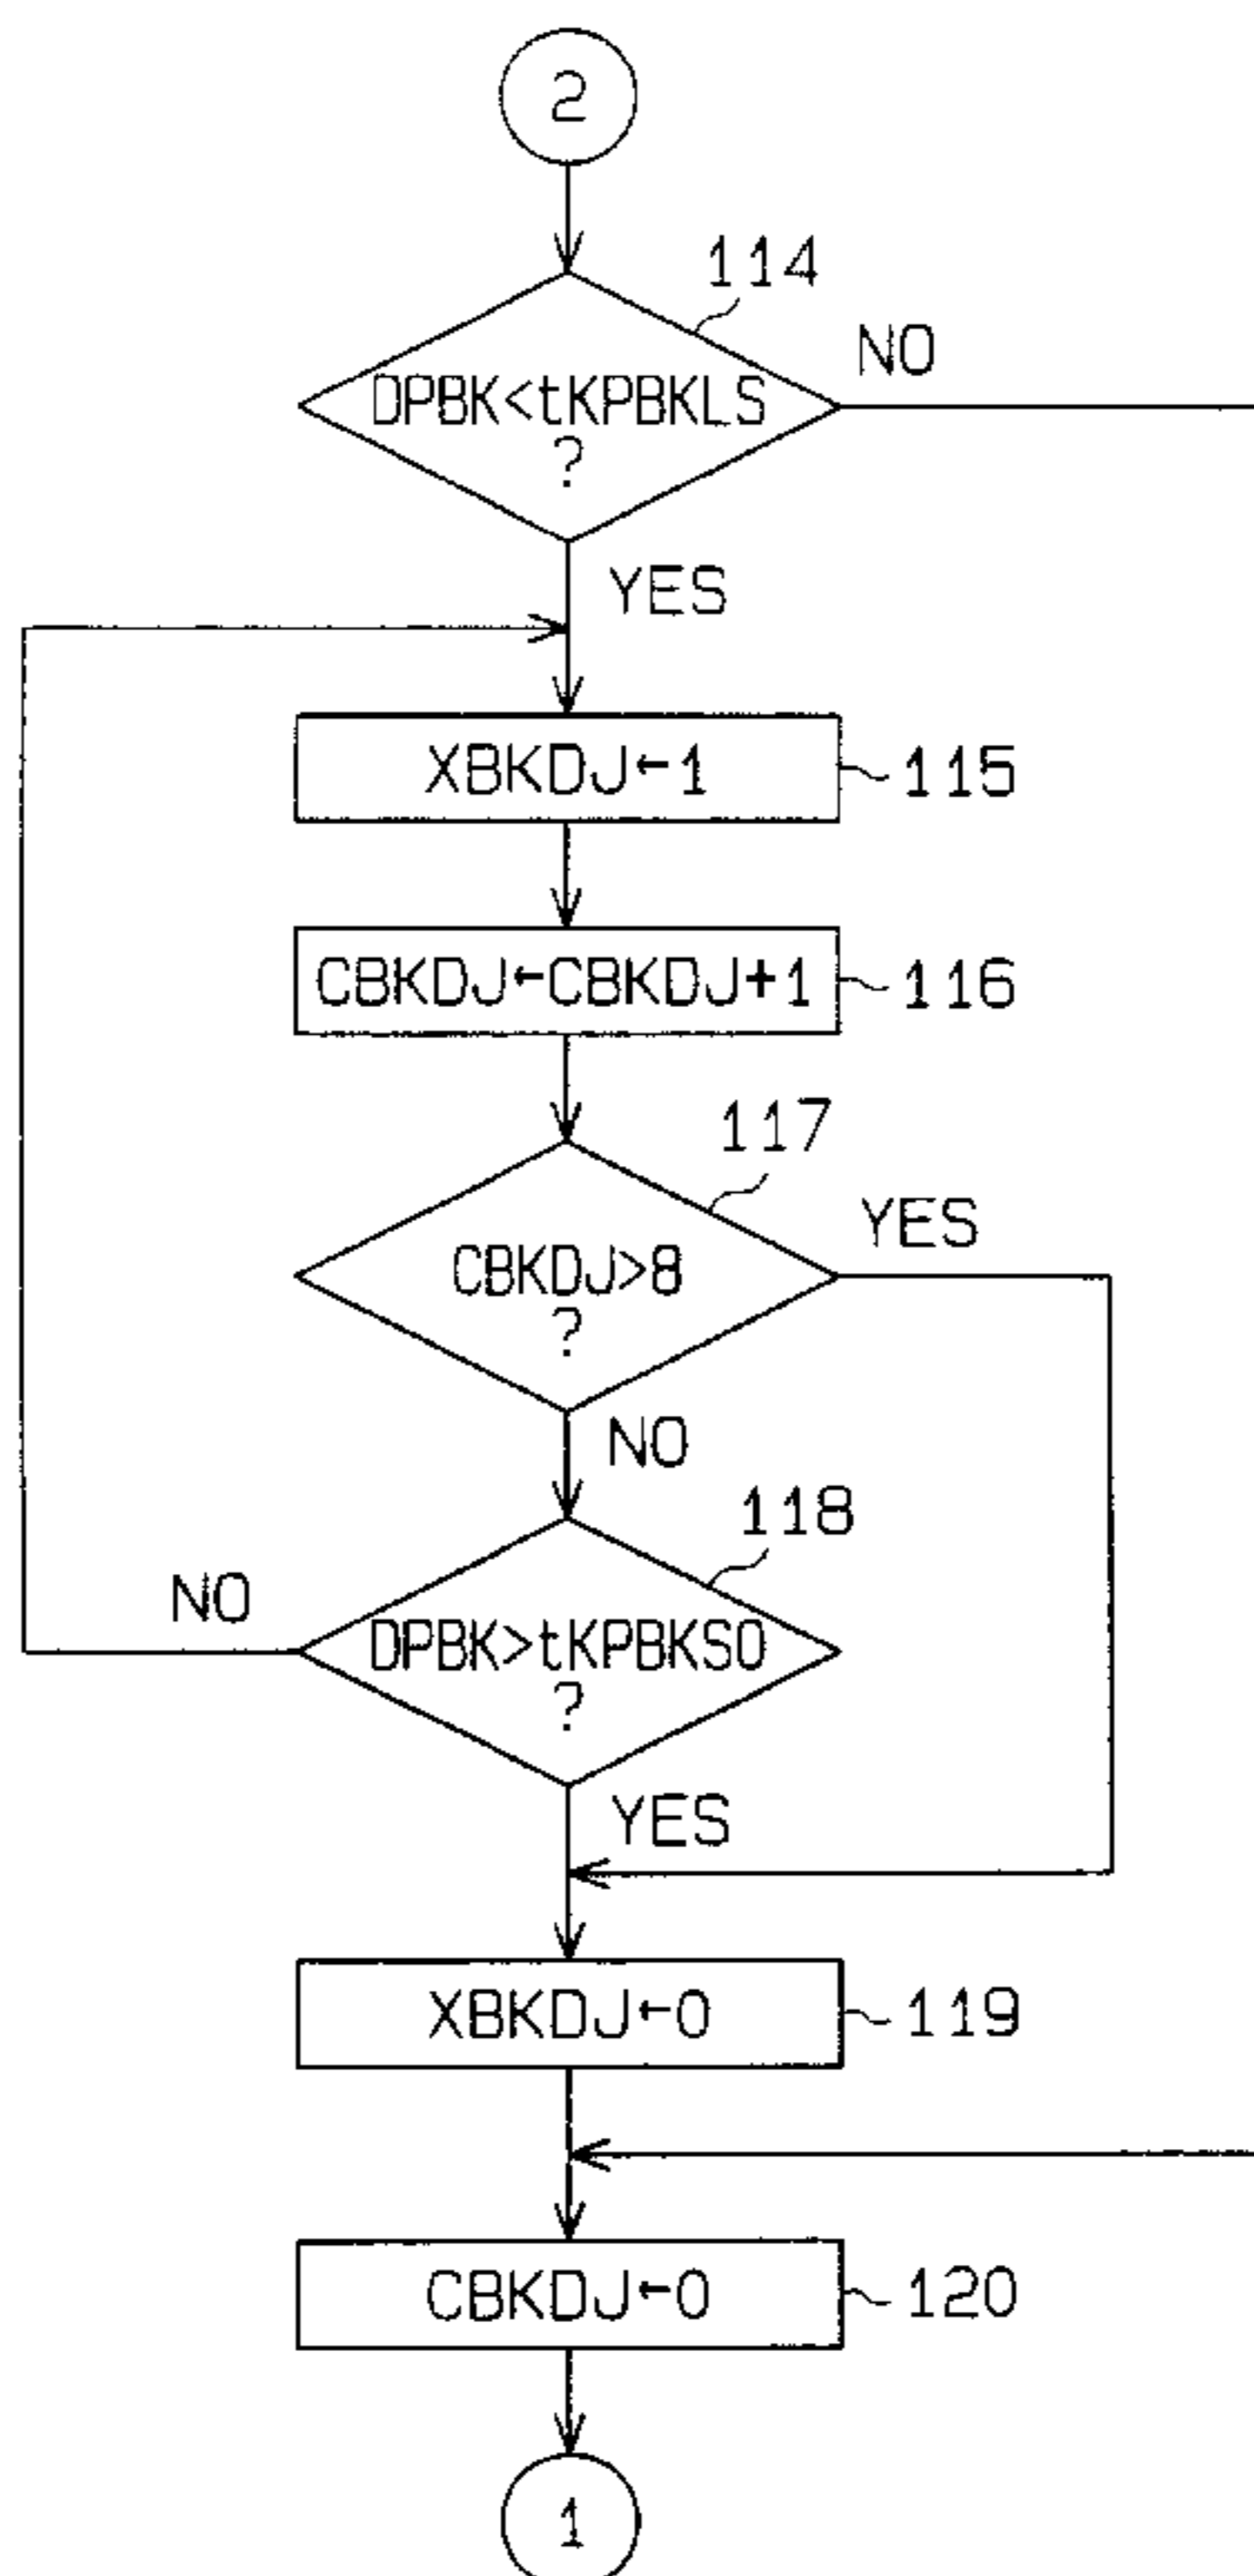 2
114
NO
DPBK<tKPBKLS
?
YES
XBKDJ←1
115
CBKDJ←CBKDJ+1
116
117
YES
CBKDJ>8
?
NO
118
NO
DPBK>tKPBKSO
?
YES
XBKDJ←0
119
CBKDJ←0
120
1